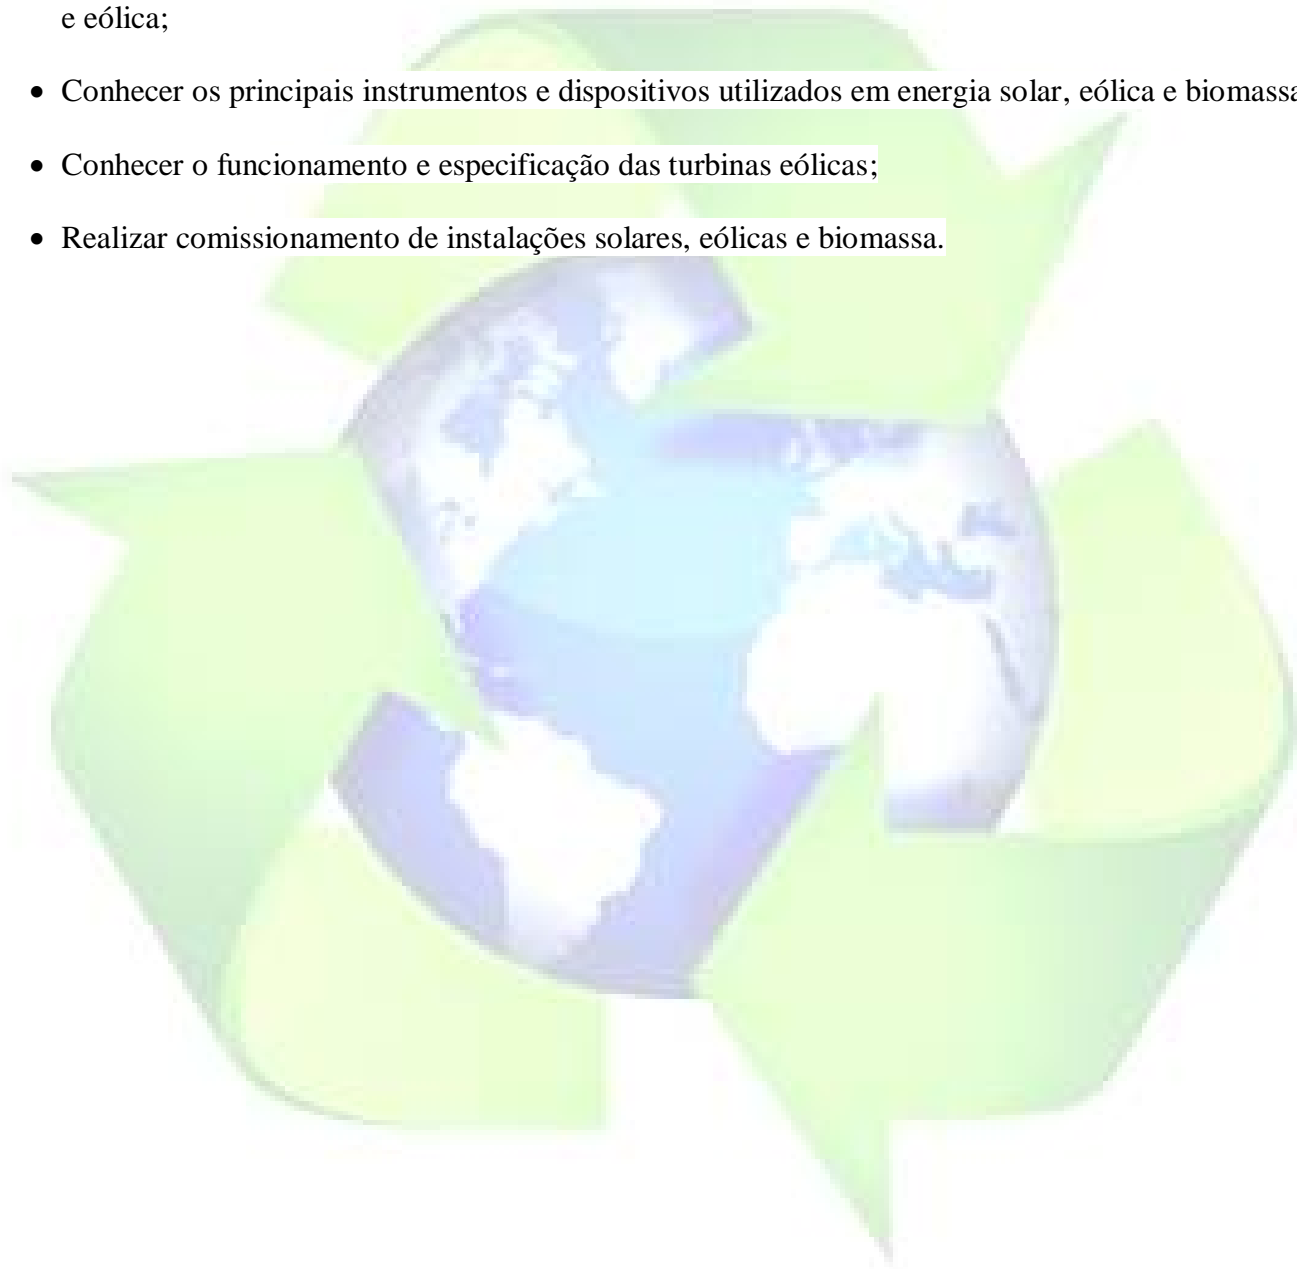 e eólica;
• Conhecer os principais instrumentos e dispositivos utilizados em energia solar, eólica e biomassa
• Conhecer o funcionamento e especificação das turbinas eólicas;
• Realizar comissionamento de instalações solares, eólicas e biomassa.